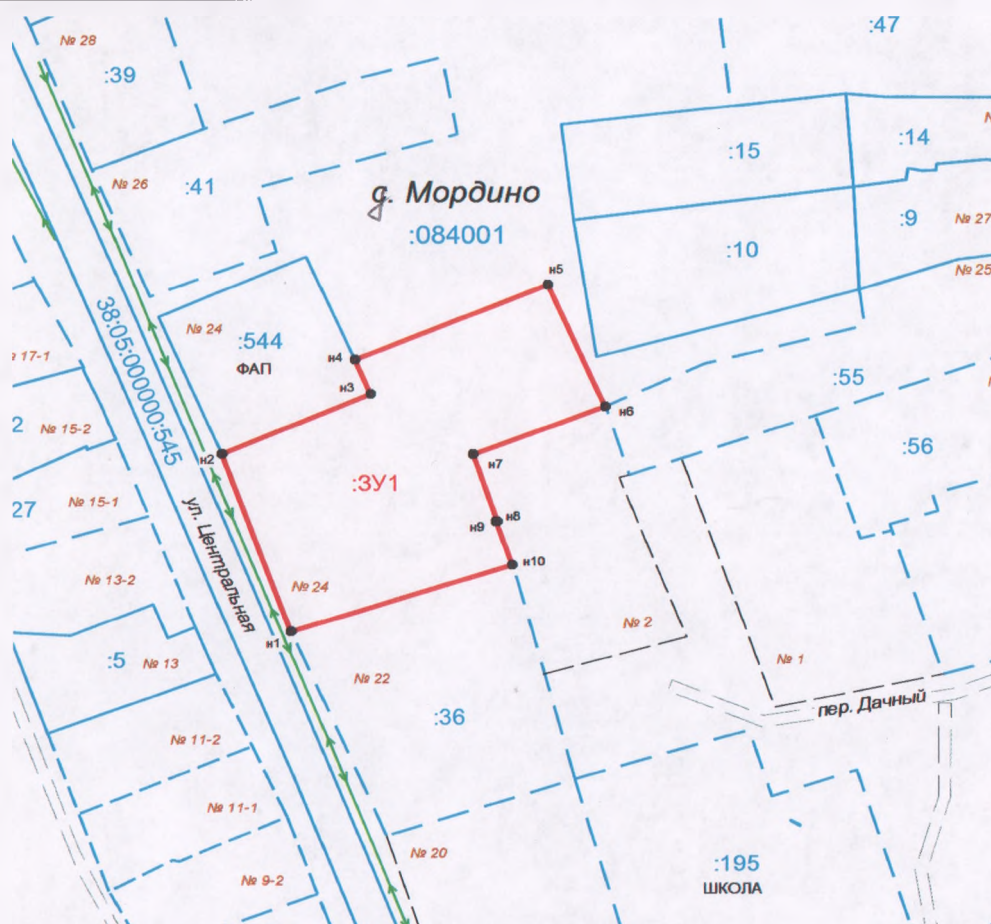 :47
№ 28
:39
:14
:15
№ 26
:41
с. Мордино
:9
№ 27
:084001
:10
№ 25
н5
38:05:000000:545
№ 24
:544
ФАП
н4
№ 17-1
н3
:55
н6
2
№ 15-2
н2
:56
н7
:ЗУ1
27
№ 15-1
ул. Центральная
н9
н8
н10
№ 13-2
№ 24
№ 2
н1
:5
№ 13
№ 22
№ 1
:36
пер. Дачный
№ 11-2
№ 11-1
№ 20
:195
ШКОЛА
№ 9-2